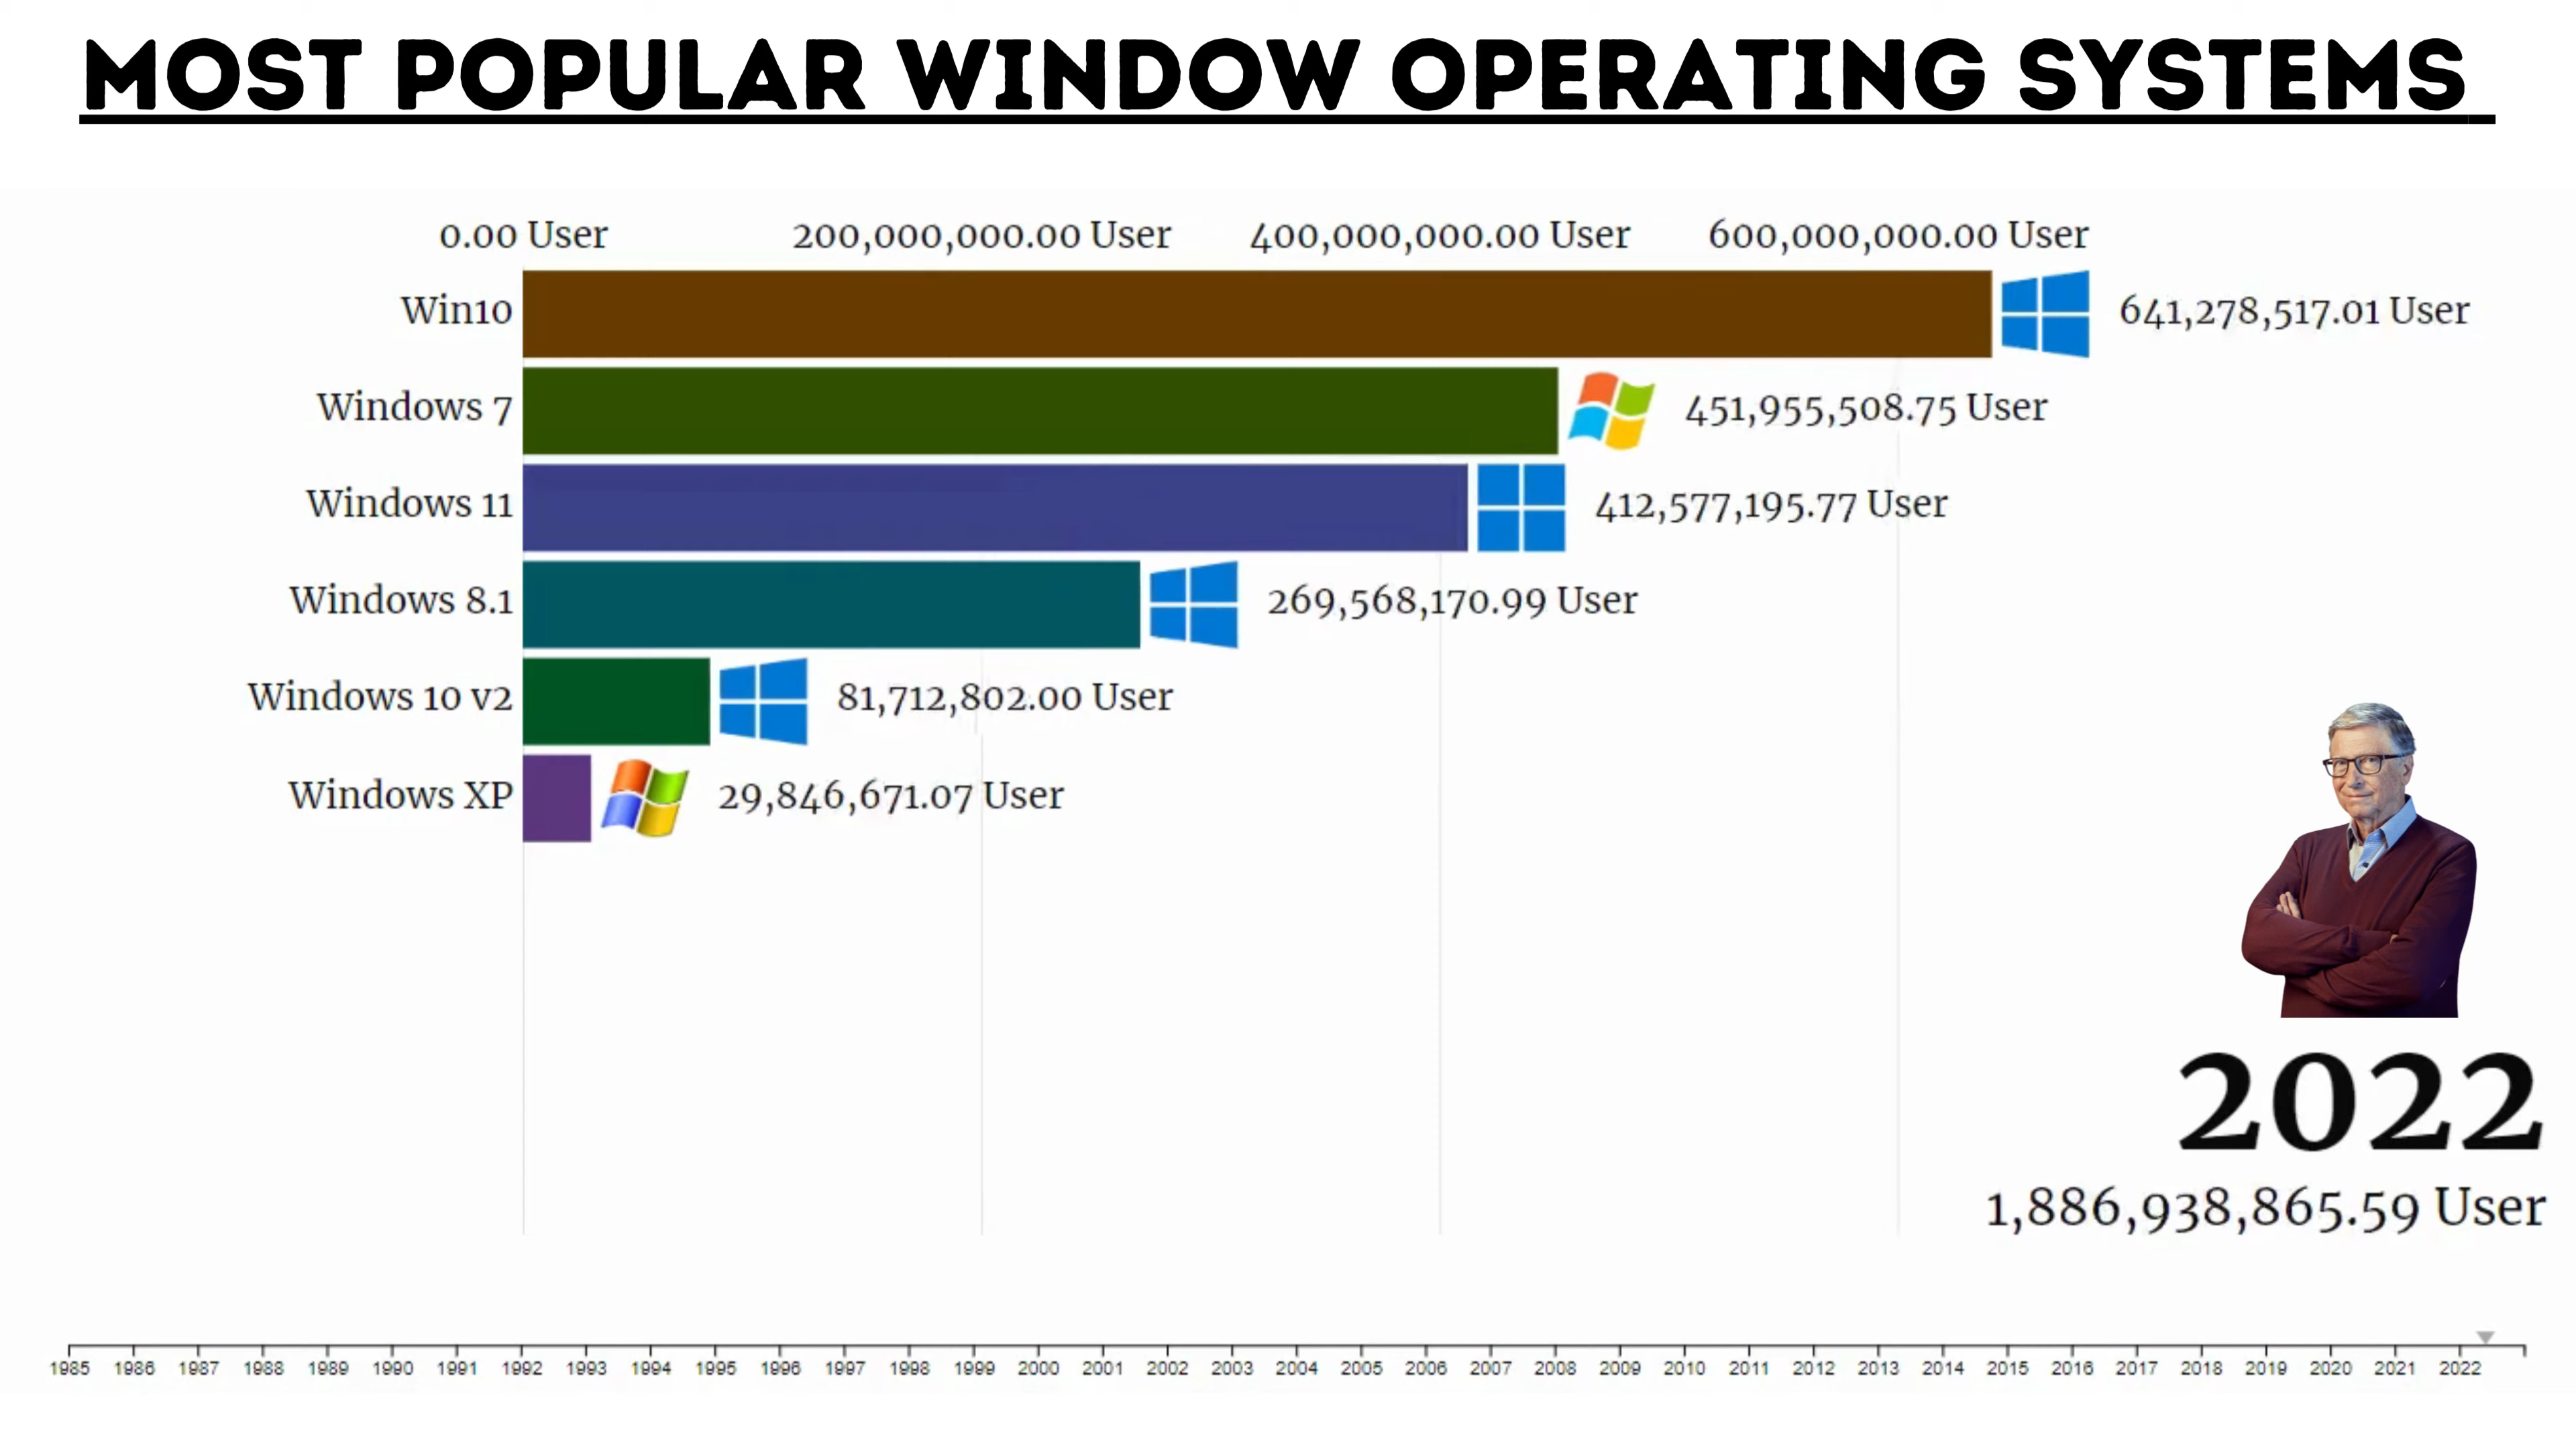 MOST POPULAR WINDOW OPERATING SYSTEMS
0.00 User 200,000,000.00 User 400,000,000.00 User 600,000,000.00 User
Win10 641,278,517.01 User
Windows 7 451,955,508.75 User
Windows 11 412,577,195.77 User
Windows 8.1 269,568,170.99 User
Windows 10 v2 81,712,802.00 User
Windows XP 29,846,671.07 User
2022
1,886,938,865.59 User
1985 1986 1987 1988 1989 1990 1991 1992 1993 1994 1995 1996 1997 1998 1999 2000 2001 2002 2003 2004 2005 2006 2007 2008 2009 2010 2011 2012 2013 2014 2015 2016 2017 2018 2019 2020 2021 2022